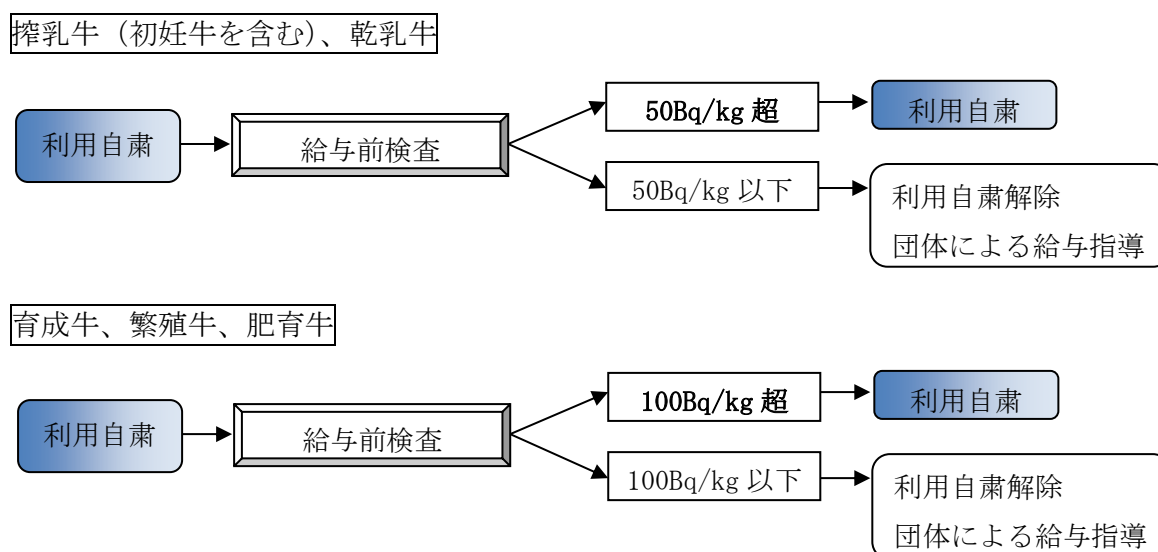 搾乳牛（初妊牛を含む）、乾乳牛
利用自粛
給与前検査
50Bq/kg 超
利用自粛
50Bq/kg 以下
利用自粛解除
団体による給与指導
育成牛、繁殖牛、肥育牛
利用自粛
給与前検査
100Bq/kg 超
利用自粛
100Bq/kg 以下
利用自粛解除
団体による給与指導